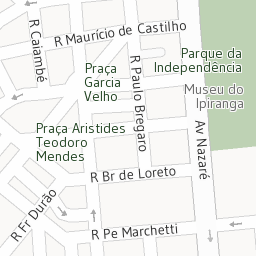 R Caiambé
R Maurício de Castilho
Parque da
Independência
Praça
Garcia
Velho
R Paulo Bregaro
Museu do
Ipiranga
Praça Aristides
Teodoro
Mendes
Av Nazaré
R Br de Loreto
R Fr Durão
R Pe Marchetti